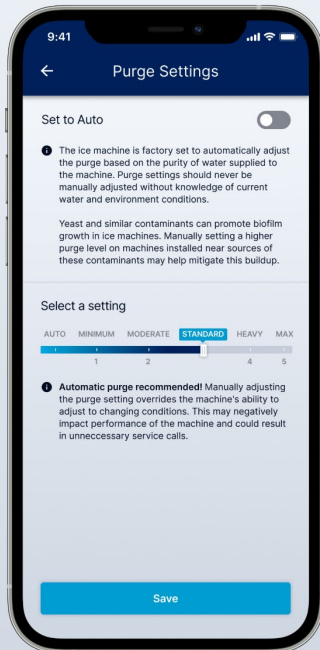 9:41
Purge Settings
Set to Auto
The ice machine is factory set to automatically adjust
the purge based on the purity of water supplied to
the machine. Purge settings should never be
manually adjusted without knowledge of current
water and environment conditions.
Yeast and similar contaminants can promote biofilm
growth in ice machines. Manually setting a higher
purge level on machines installed near sources of
these contaminants may help mitigate this buildup.
Select a setting
AUTO MINIMUM MODERATE STANDARD HEAVY MAX
1 2 4 5
Automatic purge recommended! Manually adjusting
the purge setting overrides the machine's ability to
adjust to changing conditions. This may negatively
impact performance of the machine and could result
in unneccessary service calls.
Save